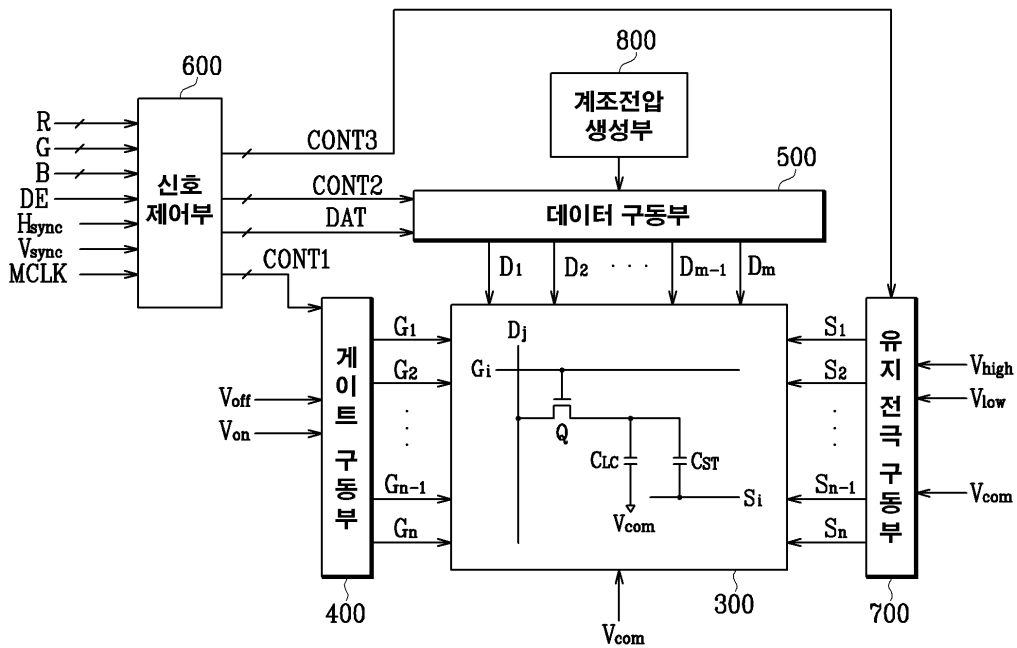 800
600
계조전압
생성부
R
G
B
DE
Hsync
Vsync
MCLK
신호
제어부
CONT3
CONT2
DAT
CONT1
500
데이터 구동부
D1
D2
· · · ·
Dm-1
Dm
게이트 구동부
Voff
Von
G1
G2
Gn-1
Gn
Dj
Gi
Q
CLC
CST
Vcom
Si
S1
S2
Sn-1
Sn
유지 전극 구동부
Vhigh
Vlow
Vcom
400
300
700
Vcom